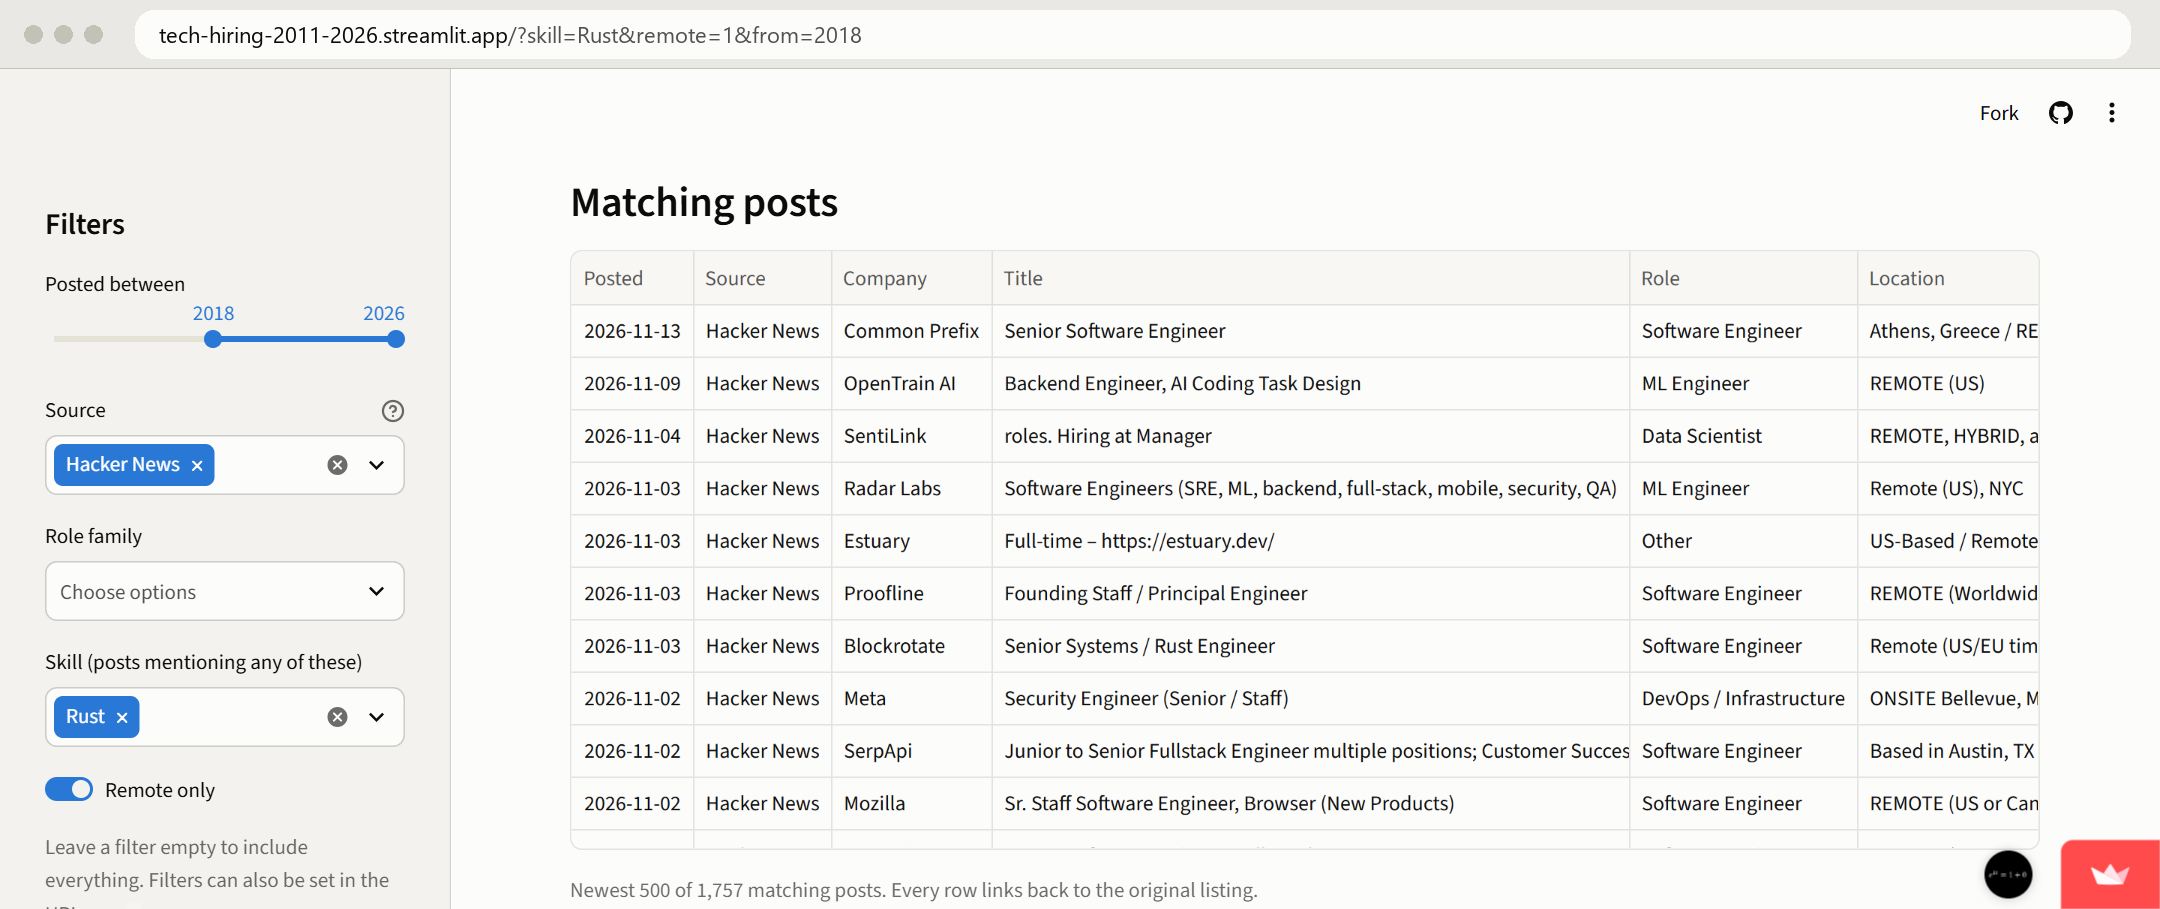 tech-hiring-2011-2026.streamlit.app/?skill=Rust&remote=1&from=2018
Fork
Filters
Posted between
2018 2026
Source
Hacker News
Role family
Choose options
Skill (posts mentioning any of these)
Rust
Remote only
Leave a filter empty to include
everything. Filters can also be set in the
Matching posts
Posted Source Company Title Role Location
2026-11-13 Hacker News Common Prefix Senior Software Engineer Software Engineer Athens, Greece / RE
2026-11-09 Hacker News OpenTrain AI Backend Engineer, AI Coding Task Design ML Engineer REMOTE (US)
2026-11-04 Hacker News SentiLink roles. Hiring at Manager Data Scientist REMOTE, HYBRID, a
2026-11-03 Hacker News Radar Labs Software Engineers (SRE, ML, backend, full-stack, mobile, security, QA) ML Engineer Remote (US), NYC
2026-11-03 Hacker News Estuary Full-time – https://estuary.dev/ Other US-Based / Remote
2026-11-03 Hacker News Proofline Founding Staff / Principal Engineer Software Engineer REMOTE (Worldwid
2026-11-03 Hacker News Blockrotate Senior Systems / Rust Engineer Software Engineer Remote (US/EU tim
2026-11-02 Hacker News Meta Security Engineer (Senior / Staff) DevOps / Infrastructure ONSITE Bellevue, M
2026-11-02 Hacker News SerpApi Junior to Senior Fullstack Engineer multiple positions; Customer Succes Software Engineer Based in Austin, TX
2026-11-02 Hacker News Mozilla Sr. Staff Software Engineer, Browser (New Products) Software Engineer REMOTE (US or Can
Newest 500 of 1,757 matching posts. Every row links back to the original listing.